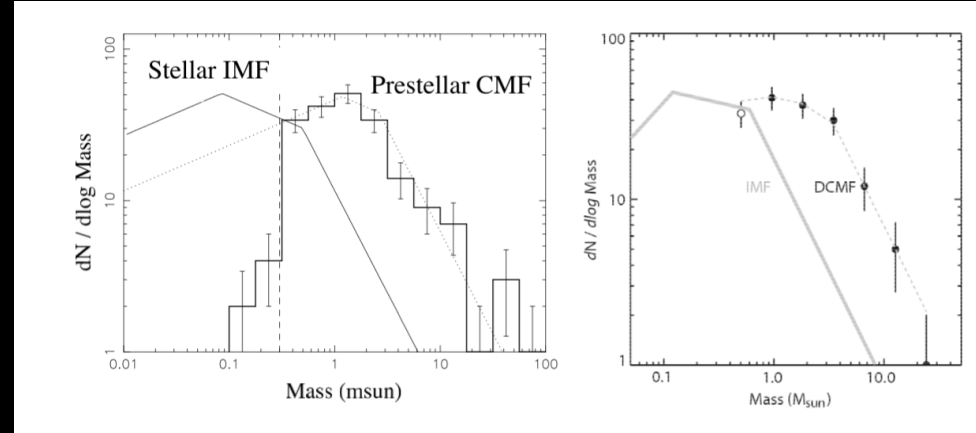 100
10
1
dN / dlog Mass
Stellar IMF
Prestellar CMF
0.01
0.1
1
10
100
Mass (msun)
100
10
1
dN / dlog Mass
IMF
DCMF
0.1
1.0
10.0
Mass (Msun)